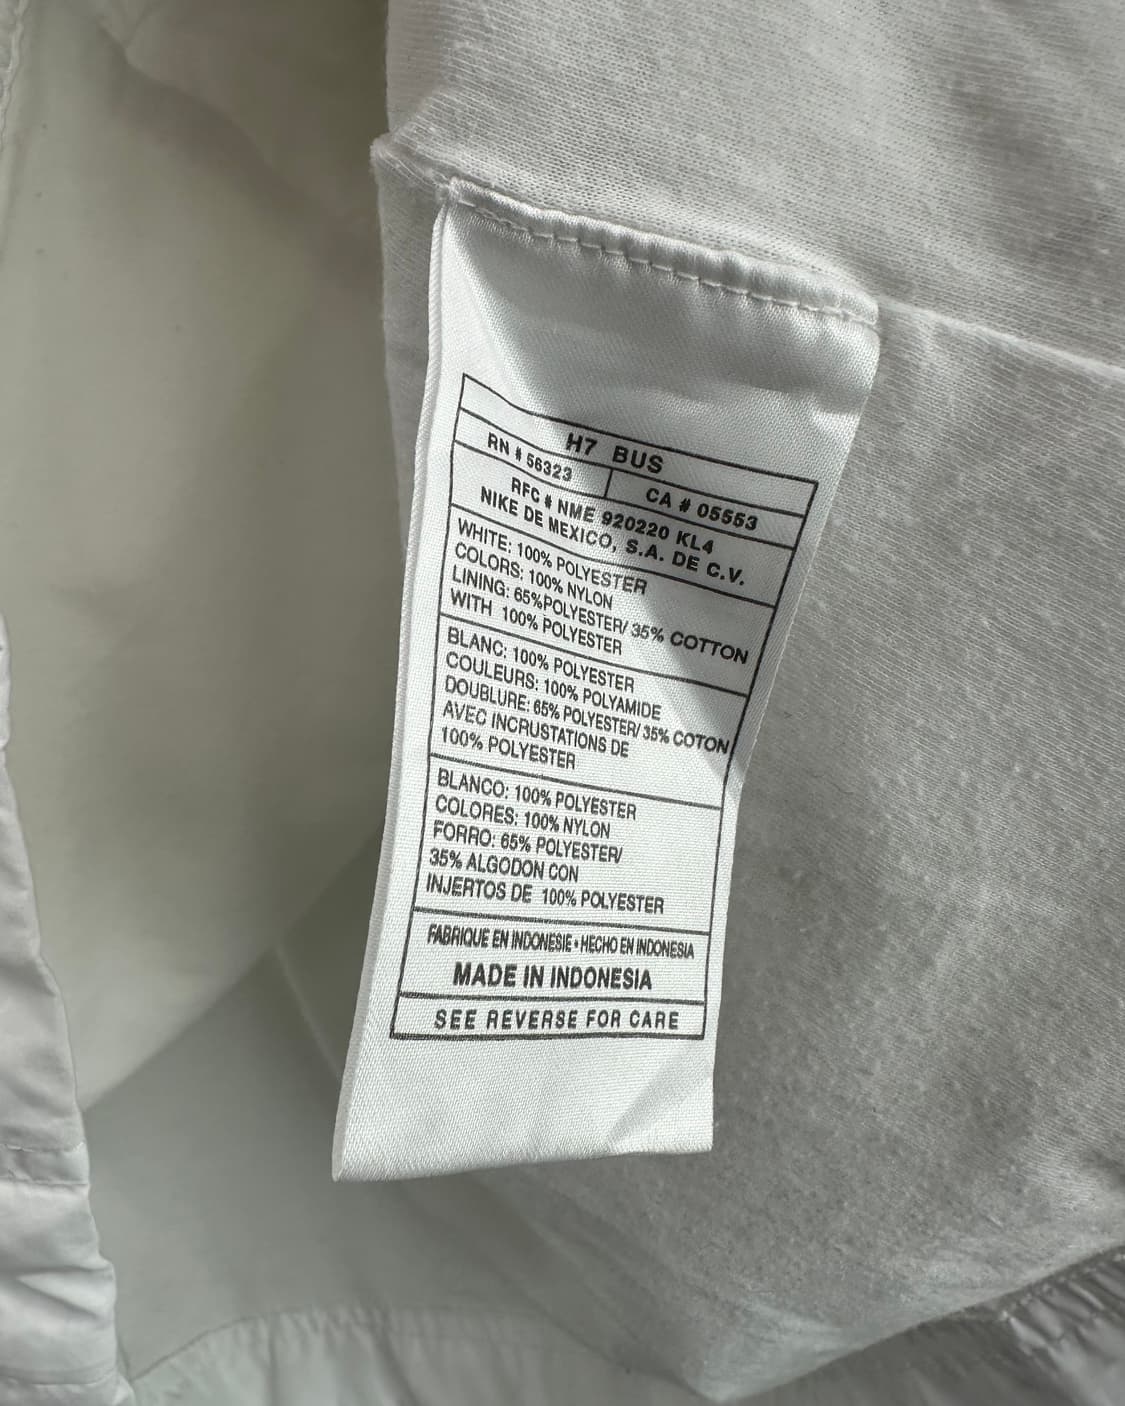 H7 BUS
RN # 56323 CA # 05553
RFC # NME 920220 KL4
NIKE DE MEXICO, S.A. DE C.V.
WHITE: 100% POLYESTER
COLORS: 100% NYLON
LINING: 65%POLYESTER/ 35% COTTON
WITH 100% POLYESTER
BLANC: 100% POLYESTER
COULEURS: 100% POLYAMIDE
DOUBLURE: 65% POLYESTER/ 35% COTON
AVEC INCRUSTATIONS DE
100% POLYESTER
BLANCO: 100% POLYESTER
COLORES: 100% NYLON
FORRO: 65% POLYESTER/
35% ALGODON CON
INJERTOS DE 100% POLYESTER
FABRIQUE EN INDONESIE • HECHO EN INDONESIA
MADE IN INDONESIA
SEE REVERSE FOR CARE